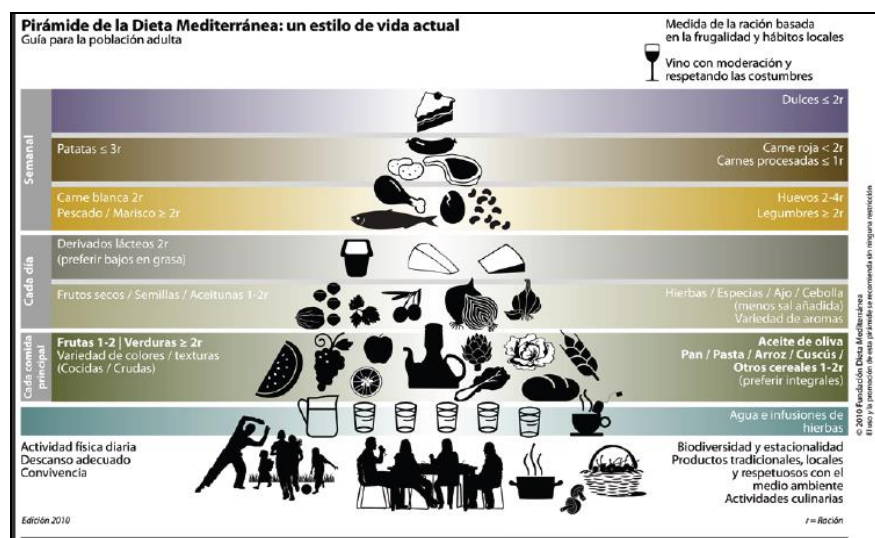 Pirámide de la Dieta Mediterránea: un estilo de vida actual
Guía para la población adulta
Medida de la ración basada
en la frugalidad y hábitos locales
Vino con moderación y
respetando las costumbres
Semanal
Dulces ≤ 2r
Patatas ≤ 3r
Carne roja < 2r
Carnes procesadas ≤ 1r
Carne blanca 2r
Pescado / Marisco ≥ 2r
Huevos 2-4r
Legumbres ≥ 2r
Cada día
Derivados lácteos 2r
(preferir bajos en grasa)
Frutos secos / Semillas / Aceitunas 1-2r
Hierbas / Especias / Ajo / Cebolla
(menos sal añadida)
Variedad de aromas
Cada comida
principal
Frutas 1-2 | Verduras ≥ 2r
Variedad de colores / texturas
(Cocidas / Crudas)
Aceite de oliva
Pan / Pasta / Arroz / Cuscús /
Otros cereales 1-2r
(preferir integrales)
Agua e infusiones de
hierbas
Actividad física diaria
Descanso adecuado
Convivencia
Biodiversidad y estacionalidad
Productos tradicionales, locales
y respetuosos con el
medio ambiente
Actividades culinarias
Edición 2010
r = Ración
© 2010 Fundación Dieta Mediterránea
El uso y la promoción de esta pirámide se recomienda sin ninguna restricción